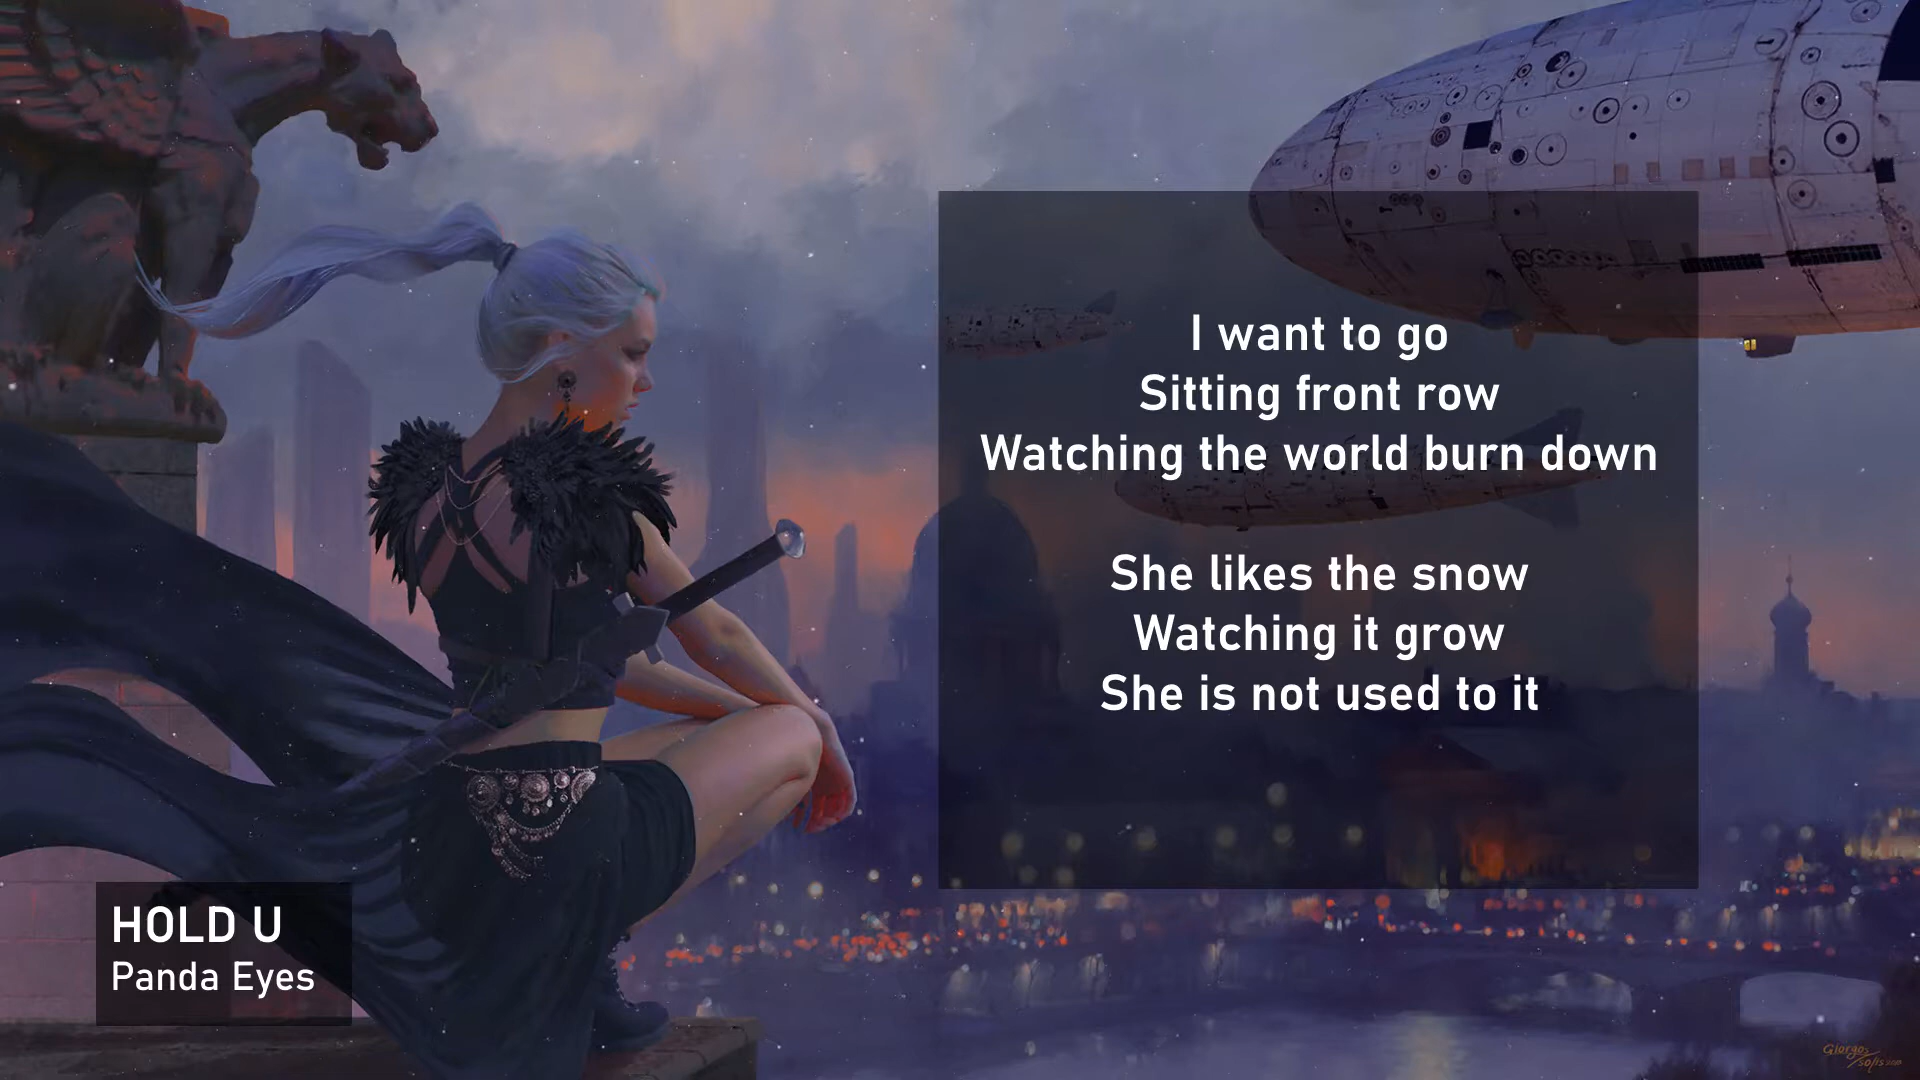 I want to go
Sitting front row
Watching the world burn down
She likes the snow
Watching it grow
She is not used to it
HOLD U
Panda Eyes